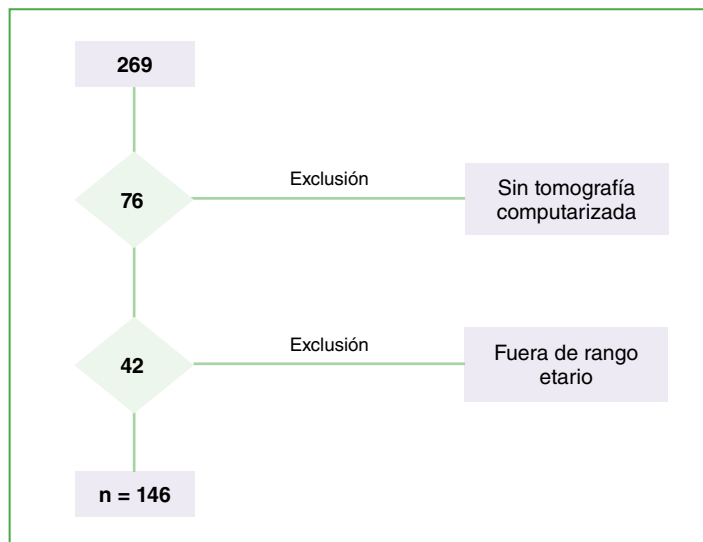 269
76
Exclusión
Sin tomografía
computarizada
42
Exclusión
Fuera de rango
etario
n = 146